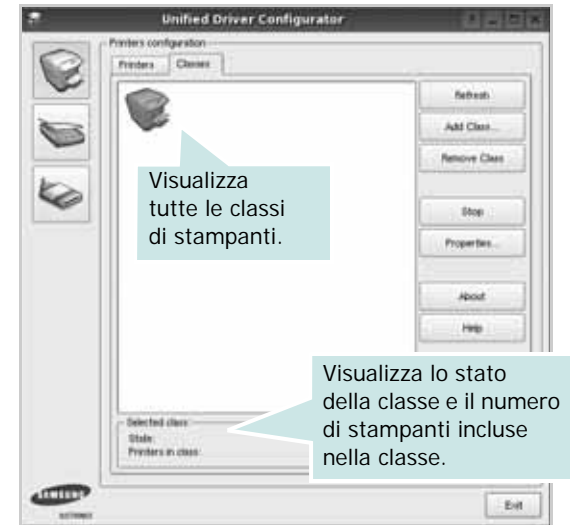 Unified Driver Configurator
Printers configuration
Printers
Classes
Refresh
Add Class...
Remove Class
Visualizza
tutte le classi
di stampanti.
Stop
Properties...
About
Help
Visualizza lo stato
della classe e il numero
di stampanti incluse
nella classe.
Selected class:
State:
Printers in class:
SAMSUNG
ELECTRONICS
Exit